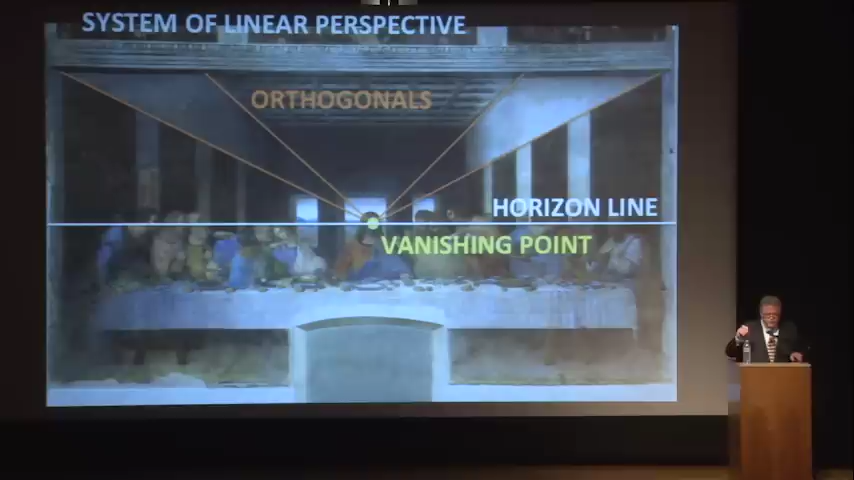 SYSTEM OF LINEAR PERSPECTIVE
ORTHOGONALS
HORIZON LINE
VANISHING POINT